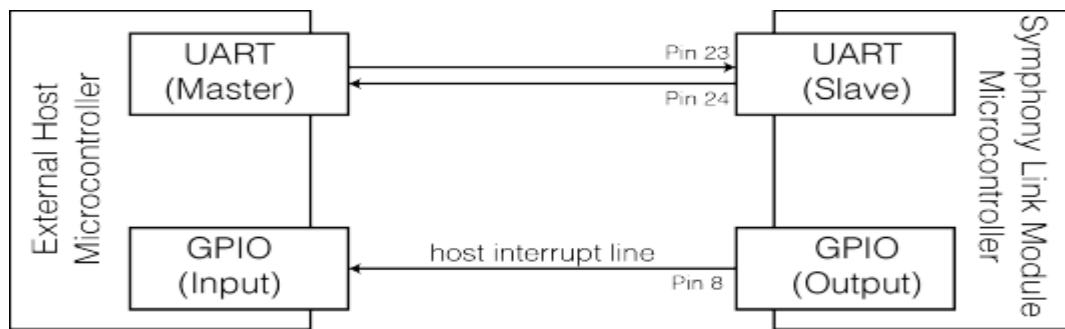 External Host
Microcontroller
UART
(Master)
Pin 23
Pin 24
UART
(Slave)
GPIO
(Input)
host interrupt line
Pin 8
GPIO
(Output)
Symphony Link Module
Microcontroller